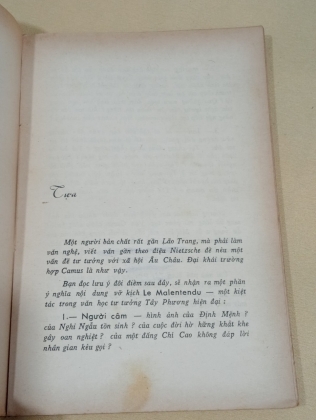 Tựa
Một người bản chất rất gần Lão Trang, mà phải làm
văn nghệ, viết văn gần theo điệu Nietzsche để nêu một
vấn đề tư tưởng với xã hội Âu Châu. Đại khái trường
hợp Camus là như vậy.
Bạn đọc lưu ý đôi điểm sau đây, sẽ nhận ra một phần
ý nghĩa nội dung vở kịch Le Malentendu — một kiệt
tác trong văn học tư tưởng Tây Phương hiện đại :
1.— Người câm — hình ảnh của Định Mệnh ?
của Nghi Ngẫu tồn sinh ? của cuộc đời hừ hững khắt khe
gây oan nghiệt ? của một đấng Chí Cao không đáp lời
nhân gian kêu gọi ?